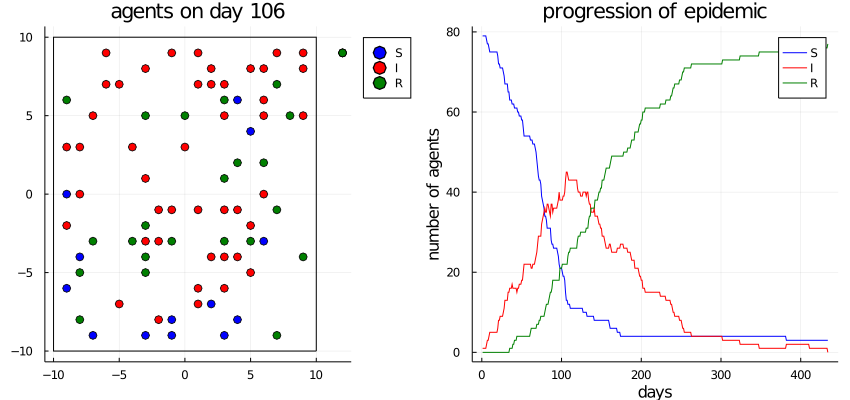 agents on day 106
10
5
0
−5
−10
−10
−5
0
5
10
S
I
R
progression of epidemic
number of agents
80
60
40
20
0
0
100
200
300
400
days
S
I
R